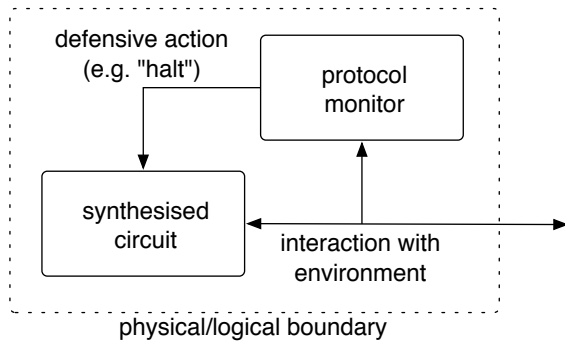 defensive action
(e.g. "halt")
protocol
monitor
synthesised
circuit
interaction with
environment
physical/logical boundary